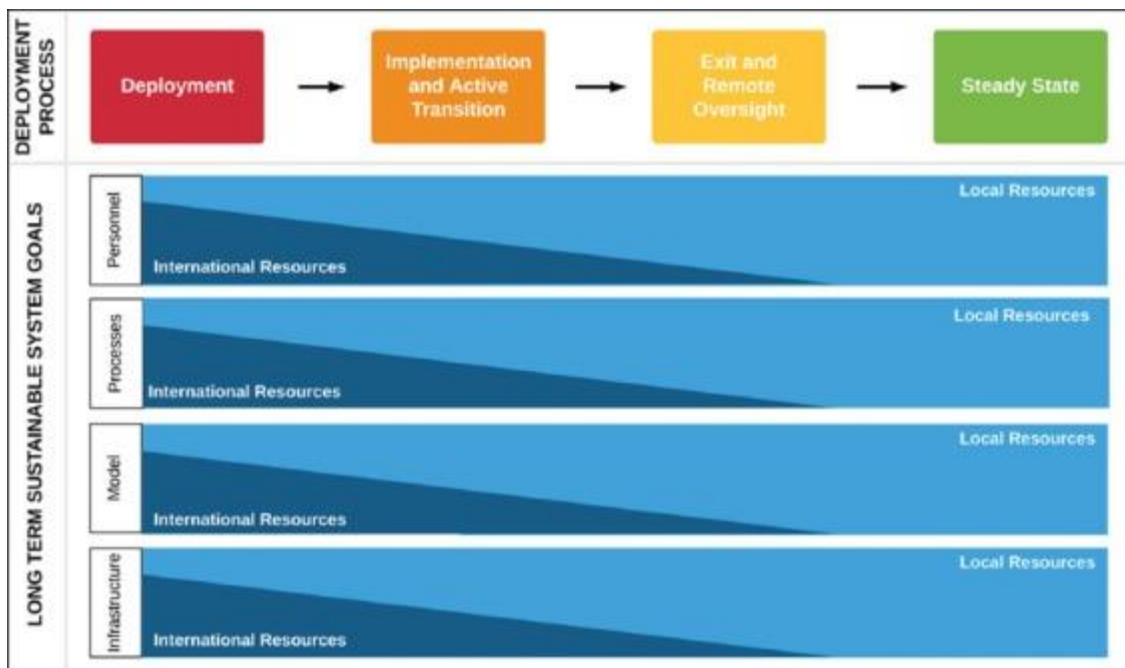 DEPLOYMENT
PROCESS
Deployment
Implementation
and Active
Transition
Exit and
Remote
Oversight
Steady State
LONG TERM SUSTAINABLE SYSTEM GOALS
Personnel
Local Resources
International Resources
Processes
Local Resources
International Resources
Model
Local Resources
International Resources
Infrastructure
Local Resources
International Resources